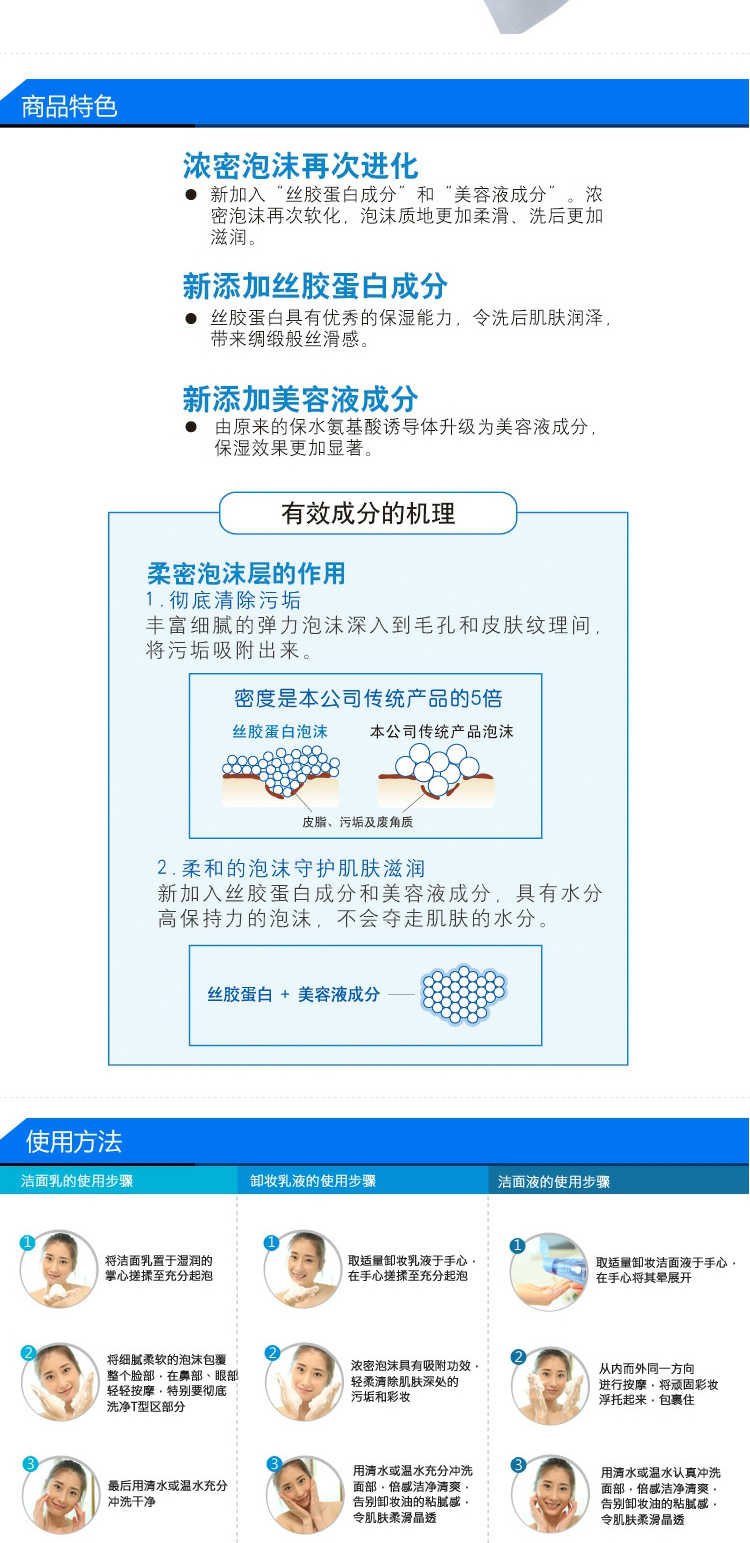 商品特色
浓密泡沫再次进化
● 新加入“丝胶蛋白成分”和“美容液成分”。浓
密泡沫再次软化，泡沫质地更加柔滑、洗后更加
滋润。
新添加丝胶蛋白成分
● 丝胶蛋白具有优秀的保湿能力，令洗后肌肤润泽，
带来绸缎般丝滑感。
新添加美容液成分
● 由原来的保水氨基酸诱导体升级为美容液成分，
保湿效果更加显著。
有效成分的机理
柔密泡沫层的作用
1.彻底清除污垢
丰富细腻的弹力泡沫深入到毛孔和皮肤纹理间，
将污垢吸附出来。
密度是本公司传统产品的5倍
丝胶蛋白泡沫 本公司传统产品泡沫
皮脂、污垢及废角质
2.柔和的泡沫守护肌肤滋润
新加入丝胶蛋白成分和美容液成分，具有水分
高保持力的泡沫，不会夺走肌肤的水分。
丝胶蛋白 + 美容液成分
使用方法
洁面乳的使用步骤
1
将洁面乳置于湿润的
掌心搓揉至充分起泡
2
将细腻柔软的泡沫包覆
整个脸部，在鼻部、眼部
轻轻按摩，特别要彻底
洗净T型区部分
3
最后用清水或温水充分
冲洗干净
卸妆乳液的使用步骤
1
取适量卸妆乳液于手心，
在手心搓揉至充分起泡
2
浓密泡沫具有吸附功效，
轻柔清除肌肤深处的
污垢和彩妆
3
用清水或温水充分冲洗
面部，倍感洁净清爽，
告别卸妆油的粘腻感，
令肌肤柔滑晶透
洁面液的使用步骤
1
取适量卸妆洁面液于手心，
在手心将其晕展开
2
从内而外同一方向
进行按摩，将顽固彩妆
浮托起来，包裹住
3
用清水或温水认真冲洗
面部，倍感洁净清爽，
告别卸妆油的粘腻感，
令肌肤柔滑晶透